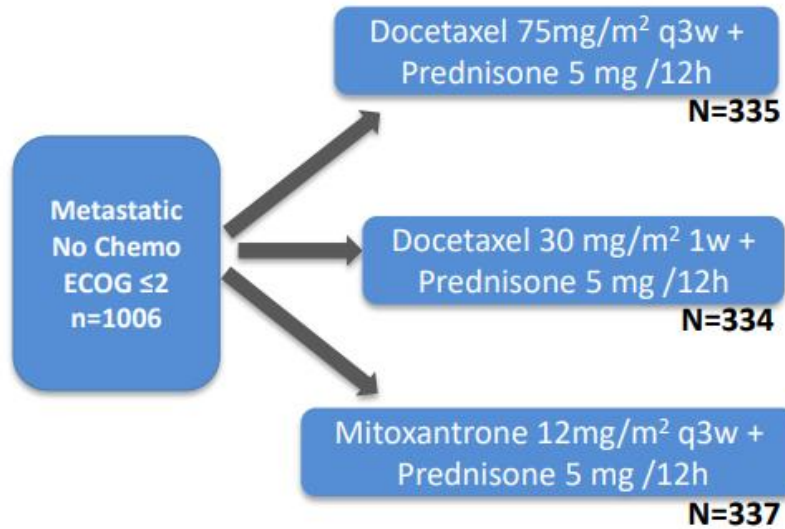 Docetaxel 75mg/m² q3w +
Prednisone 5 mg /12h
N=335
Metastatic
No Chemo
ECOG ≤2
n=1006
Docetaxel 30 mg/m² 1w +
Prednisone 5 mg /12h
N=334
Mitoxantrone 12mg/m² q3w +
Prednisone 5 mg /12h
N=337